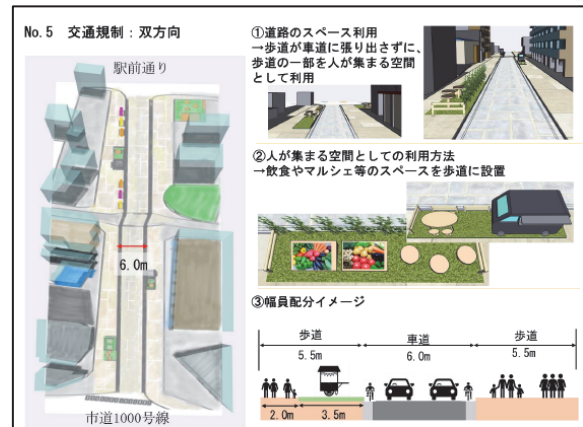 No.5 交通規制：双方向
駅前通り
6.0m
市道1000号線
①道路のスペース利用
→歩道が車道に張り出さずに、
歩道の一部を人が集まる空間
として利用
②人が集まる空間としての利用方法
→飲食やマルシェ等のスペースを歩道に設置
③幅員配分イメージ
歩道 車道 歩道
5.5m 6.0m 5.5m
2.0m 3.5m